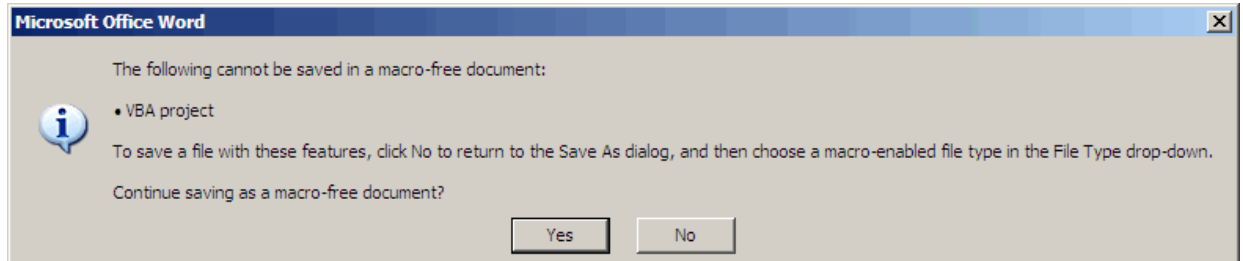 Microsoft Office Word
The following cannot be saved in a macro-free document:
• VBA project
To save a file with these features, click No to return to the Save As dialog, and then choose a macro-enabled file type in the File Type drop-down.
Continue saving as a macro-free document?
Yes No